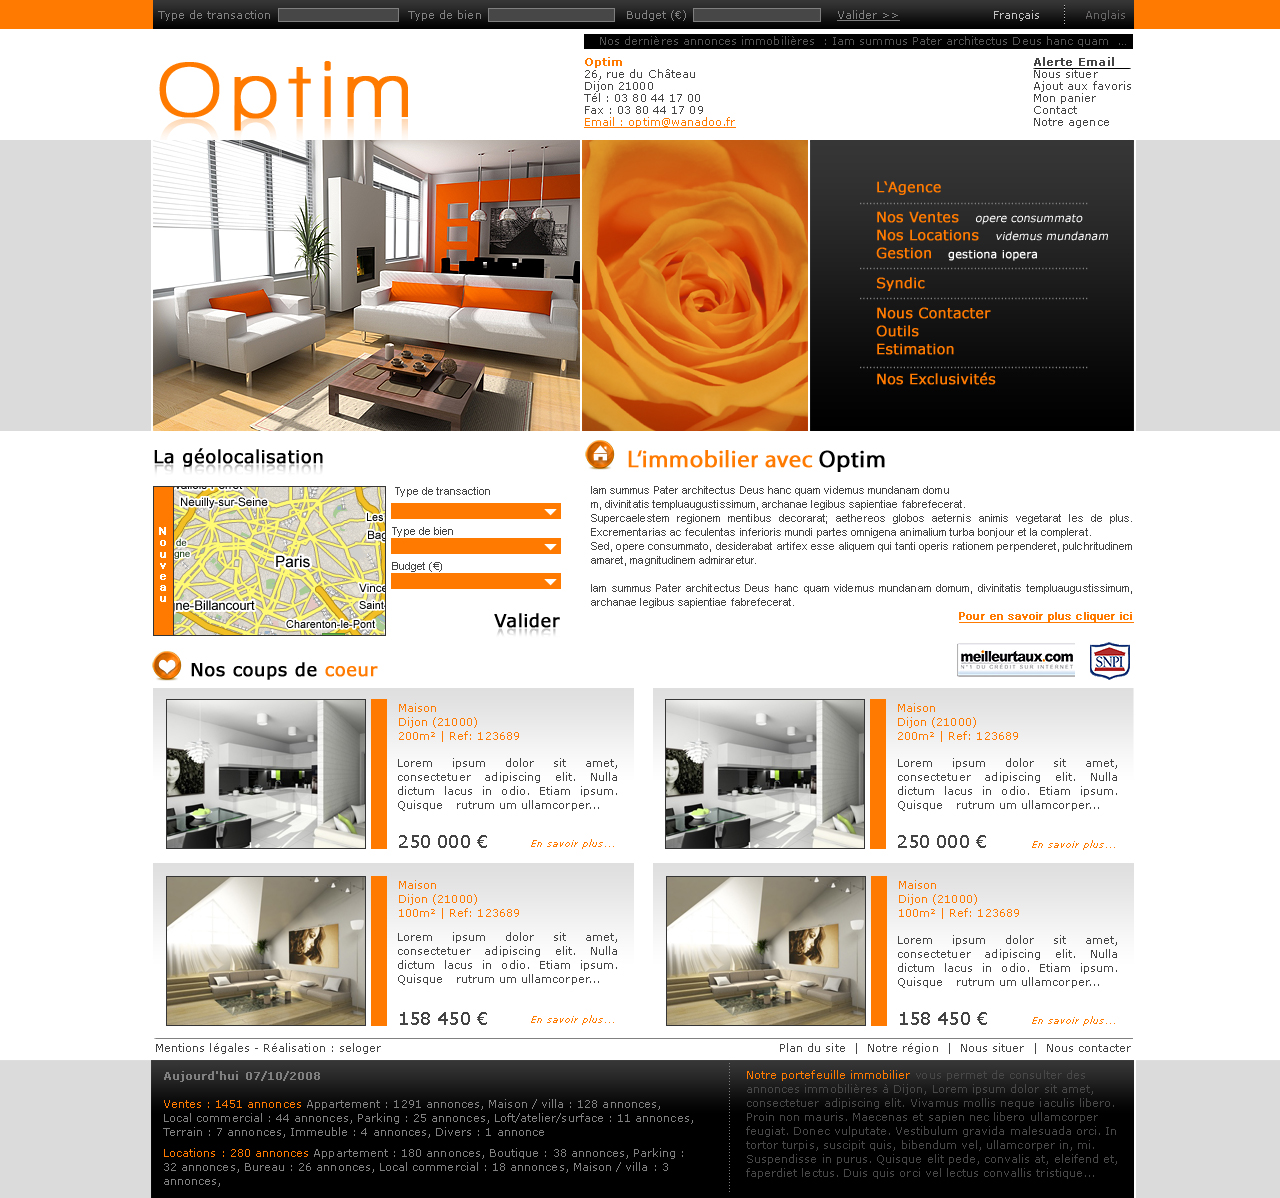 Type de transaction Type de bien Budget (€) Valider >> Français Anglais
Nos dernières annonces immobilières : Iam summus Pater architectus Deus hanc quam ...
Optim
Optim
26, rue du Château
Dijon 21000
Tél : 03 80 44 17 00
Fax : 03 80 44 17 09
Email : optim@wanadoo.fr
Alerte Email
Nous situer
Ajout aux favoris
Mon panier
Contact
Notre agence
L'Agence
Nos Ventes opere consummato
Nos Locations videmus mundanam
Gestion gestiona iopera
Syndic
Nous Contacter
Outils
Estimation
Nos Exclusivités
La géolocalisation
Nouveau
Neuilly-sur-Seine
Les
Bag
de
gne
Paris
Vince
ne-Billancourt
Saint-
Charenton-le-Pont
Type de transaction
Type de bien
Budget (€)
Valider
L'immobilier avec Optim
Iam summus Pater architectus Deus hanc quam videmus mundanam domu
m, divinitatis templuaugustissimum, archanae legibus sapientiae fabrefecerat.
Supercaelestem regionem mentibus decorarat; aethereos globos aeternis animis vegetarat les de plus.
Excrementarias ac feculentas inferioris mundi partes omnigena animalium turba bonjour et la complerat.
Sed, opere consummato, desiderabat artifex esse aliquem qui tanti operis rationem perpenderet, pulchritudinem
amaret, magnitudinem admiraretur.
Iam summus Pater architectus Deus hanc quam videmus mundanam domum, divinitatis templuaugustissimum,
archanae legibus sapientiae fabrefecerat.
Pour en savoir plus cliquer ici
meilleurtaux.com
N°1 DU CRÉDIT SUR INTERNET
SNPI
Nos coups de coeur
Maison
Dijon (21000)
200m² | Ref: 123689
Lorem ipsum dolor sit amet,
consectetuer adipiscing elit. Nulla
dictum lacus in odio. Etiam ipsum.
Quisque rutrum um ullamcorper...
250 000 € En savoir plus...
Maison
Dijon (21000)
200m² | Ref: 123689
Lorem ipsum dolor sit amet,
consectetuer adipiscing elit. Nulla
dictum lacus in odio. Etiam ipsum.
Quisque rutrum um ullamcorper...
250 000 € En savoir plus...
Maison
Dijon (21000)
100m² | Ref: 123689
Lorem ipsum dolor sit amet,
consectetuer adipiscing elit. Nulla
dictum lacus in odio. Etiam ipsum.
Quisque rutrum um ullamcorper...
158 450 € En savoir plus...
Maison
Dijon (21000)
100m² | Ref: 123689
Lorem ipsum dolor sit amet,
consectetuer adipiscing elit. Nulla
dictum lacus in odio. Etiam ipsum.
Quisque rutrum um ullamcorper...
158 450 € En savoir plus...
Mentions légales - Réalisation : seloger
Plan du site | Notre région | Nous situer | Nous contacter
Aujourd'hui 07/10/2008
Ventes : 1451 annonces Appartement : 1291 annonces, Maison / villa : 128 annonces,
Local commercial : 44 annonces, Parking : 25 annonces, Loft/atelier/surface : 11 annonces,
Terrain : 7 annonces, Immeuble : 4 annonces, Divers : 1 annonce
Locations : 280 annonces Appartement : 180 annonces, Boutique : 38 annonces, Parking :
32 annonces, Bureau : 26 annonces, Local commercial : 18 annonces, Maison / villa : 3
annonces,
Notre portefeuille immobilier vous permet de consulter des
annonces immobilières à Dijon, Lorem ipsum dolor sit amet,
consectetuer adipiscing elit. Vivamus mollis neque iaculis libero.
Proin non mauris. Maecenas et sapien nec libero ullamcorper
feugiat. Donec vulputate. Vestibulum gravida malesuada orci. In
tortor turpis, suscipit quis, bibendum vel, ullamcorper in, mi.
Suspendisse in purus. Quisque elit pede, convalis at, eleifend et,
faperdiet lectus. Duis quis orci vel lectus convallis tristique...